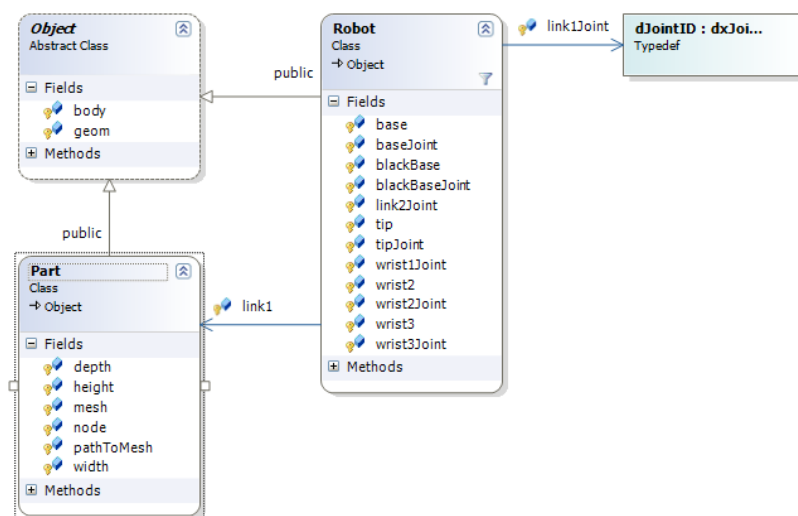 Object
Abstract Class
Fields
body
geom
Methods
public
Robot
Class
Object
Fields
base
baseJoint
blackBase
blackBaseJoint
link2Joint
tip
tipJoint
wrist1Joint
wrist2
wrist2Joint
wrist3
wrist3Joint
Methods
link1Joint
dJointID : dxJoi...
Typedef
public
Part
Class
Object
Fields
depth
height
mesh
node
pathToMesh
width
Methods
link1